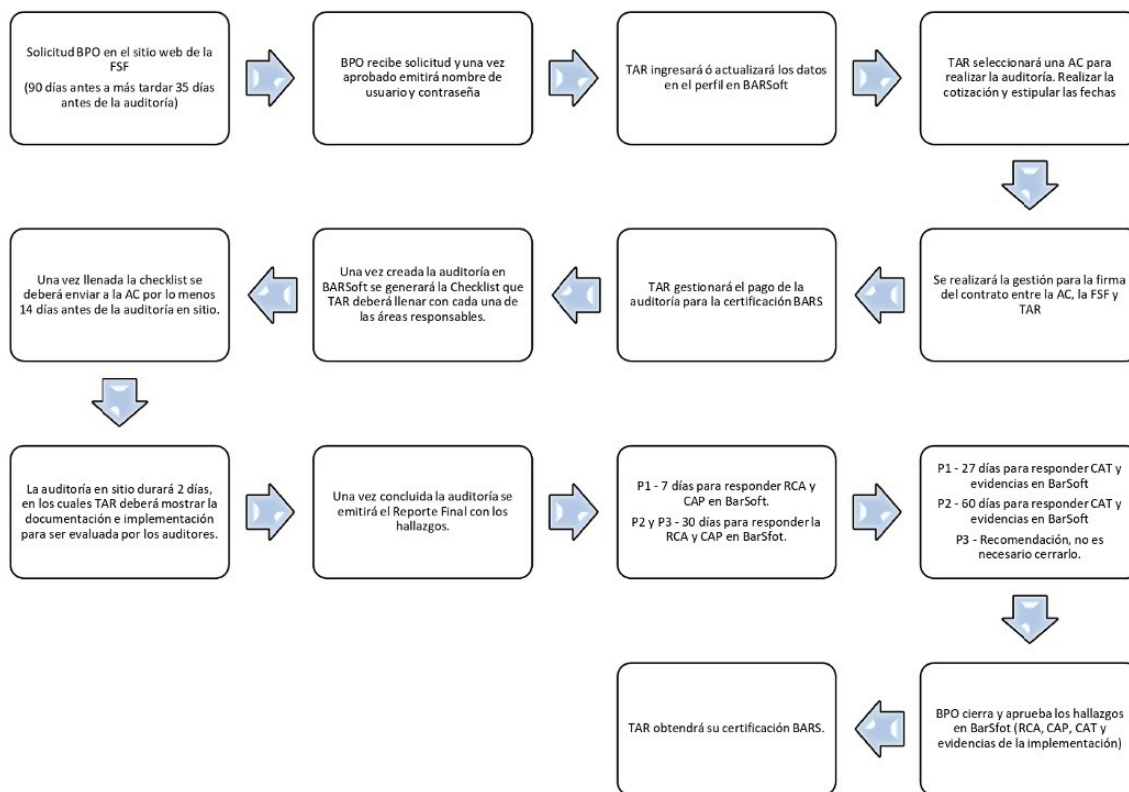 Solicitud BPO en el sitio web de la
FSF
(90 días antes a más tardar 35 días
antes de la auditoría)
BPO recibe solicitud y una vez
aprobado emitirá nombre de
usuario y contraseña
TAR ingresará ó actualizará los datos
en el perfil en BARSoft
TAR seleccionará una AC para
realizar la auditoría. Realizar la
cotización y estipular las fechas
Se realizará la gestión para la firma
del contrato entre la AC, la FSF y
TAR
TAR gestionará el pago de la
auditoría para la certificación BARS
Una vez creada la auditoría en
BARSoft se generará la Checklist que
TAR deberá llenar con cada una de
las áreas responsables.
Una vez llenada la checklist se
deberá enviar a la AC por lo menos
14 días antes de la auditoría en sitio.
La auditoría en sitio durará 2 días,
en los cuales TAR deberá mostrar la
documentación e implementación
para ser evaluada por los auditores.
Una vez concluida la auditoría se
emitirá el Reporte Final con los
hallazgos.
P1 - 7 días para responder RCA y
CAP en BarSoft.
P2 y P3 - 30 días para responder la
RCA y CAP en BarSfot.
P1 - 27 días para responder CAT y
evidencias en BarSoft
P2 - 60 días para responder CAT y
evidencias en BarSoft
P3 - Recomendación, no es
necesario cerrarlo.
BPO cierra y aprueba los hallazgos
en BarSfot (RCA, CAP, CAT y
evidencias de la implementación)
TAR obtendrá su certificación BARS.